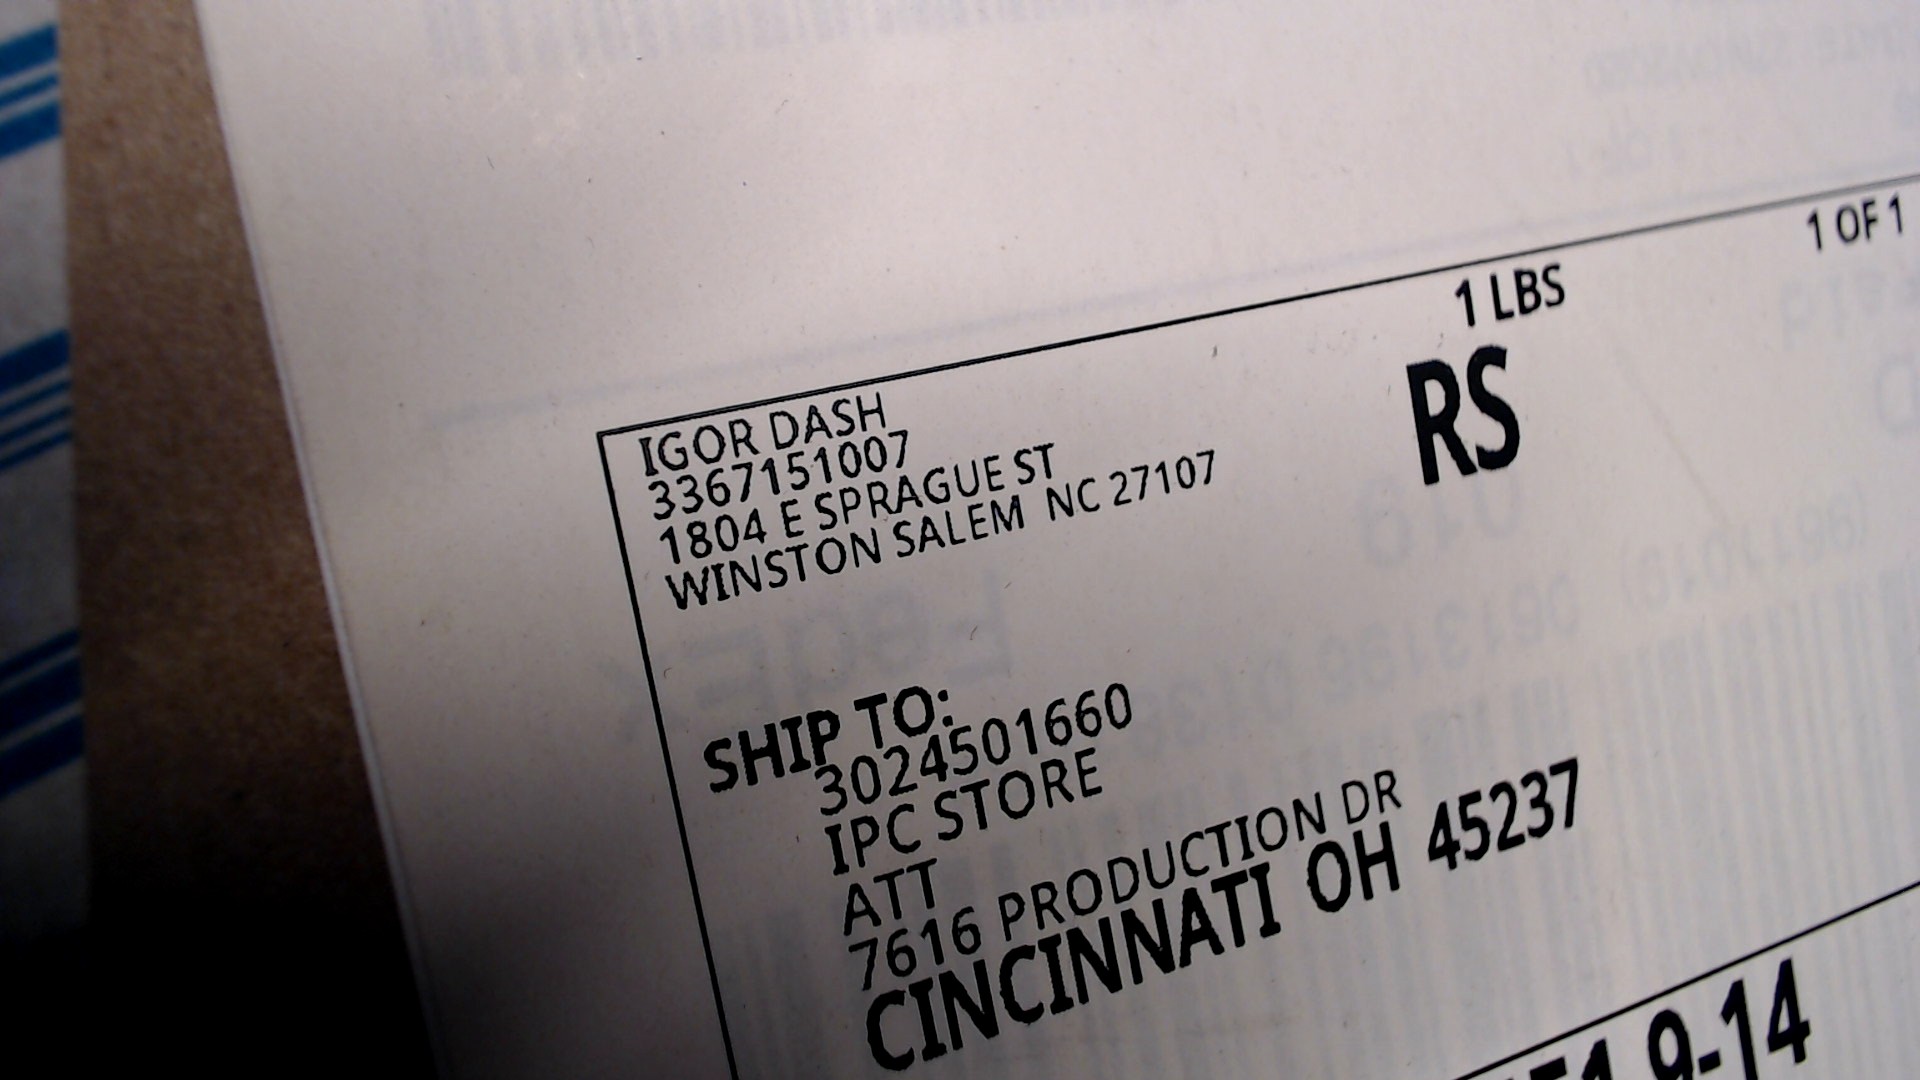 1 OF 1
1 LBS
RS
IGOR DASH
3367151007
1804 E SPRAGUE ST
WINSTON SALEM NC 27107
SHIP TO:
3024501660
IPC STORE
ATT
7616 PRODUCTION DR
CINCINNATI OH 45237
9-14